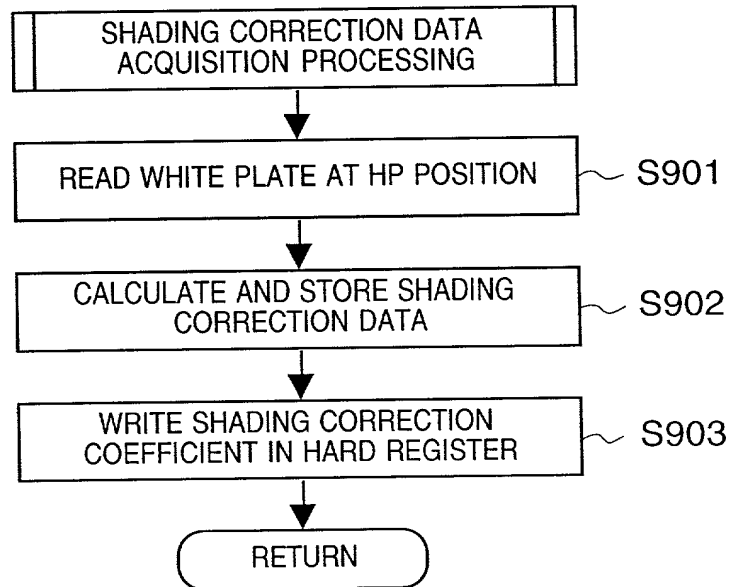 SHADING CORRECTION DATA
ACQUISITION PROCESSING
READ WHITE PLATE AT HP POSITION
S901
CALCULATE AND STORE SHADING
CORRECTION DATA
S902
WRITE SHADING CORRECTION
COEFFICIENT IN HARD REGISTER
S903
RETURN